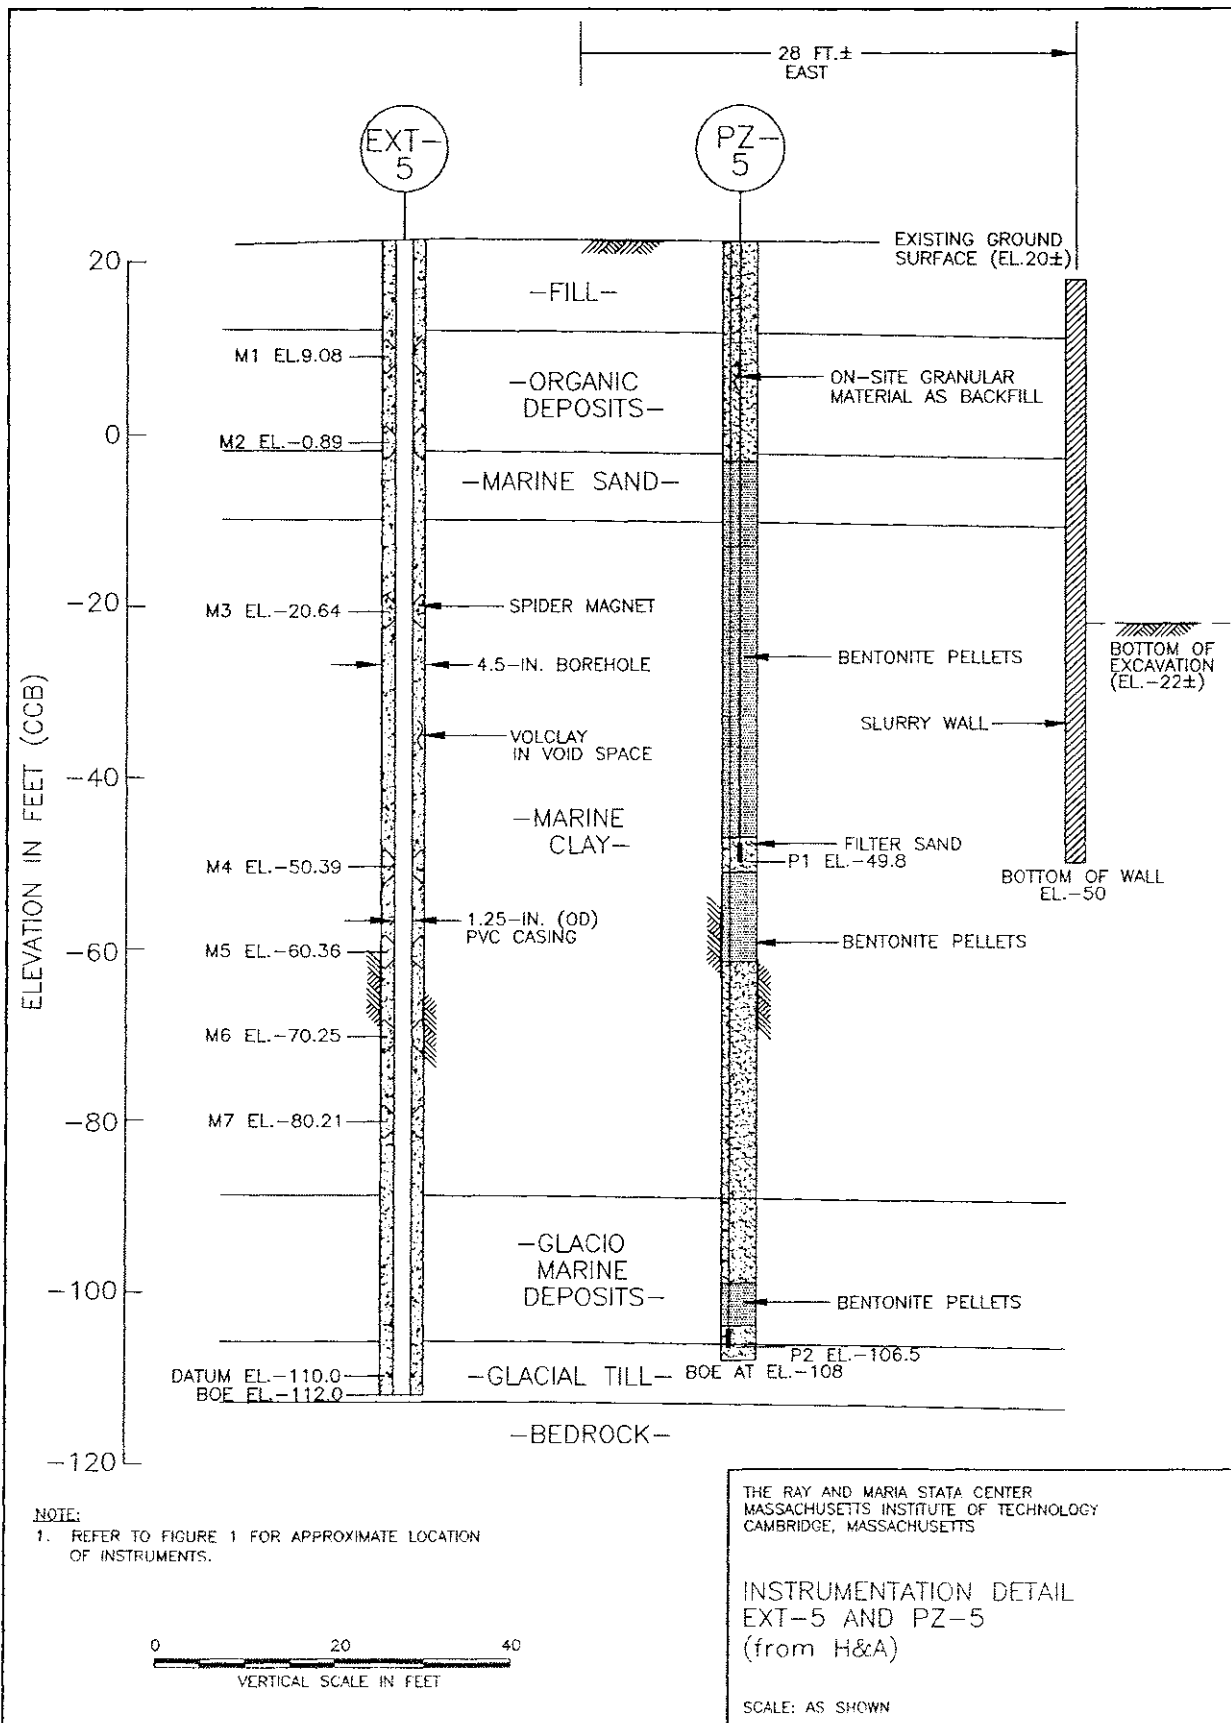 28 FT.±
EAST
EXT-
5
PZ-
5
EXISTING GROUND
SURFACE (EL.20±)
20
-FILL-
M1 EL.9.08
-ORGANIC
DEPOSITS-
ON-SITE GRANULAR
MATERIAL AS BACKFILL
0
M2 EL.-0.89
-MARINE SAND-
-20
M3 EL.-20.64
SPIDER MAGNET
4.5-IN. BOREHOLE
BENTONITE PELLETS
BOTTOM OF
EXCAVATION
(EL.-22±)
ELEVATION IN FEET (CCB)
SLURRY WALL
VOLCLAY
IN VOID SPACE
-40
-MARINE
CLAY-
FILTER SAND
P1 EL.-49.8
M4 EL.-50.39
BOTTOM OF WALL
EL.-50
1.25-IN. (OD)
PVC CASING
BENTONITE PELLETS
-60
M5 EL.-60.36
M6 EL.-70.25
-80
M7 EL.-80.21
-GLACIO
MARINE
DEPOSITS-
-100
BENTONITE PELLETS
P2 EL.-106.5
DATUM EL.-110.0
BOE EL.-112.0
-GLACIAL TILL-
BOE AT EL.-108
-BEDROCK-
-120
NOTE:
1. REFER TO FIGURE 1 FOR APPROXIMATE LOCATION
OF INSTRUMENTS.
0 20 40
VERTICAL SCALE IN FEET
THE RAY AND MARIA STATA CENTER
MASSACHUSETTS INSTITUTE OF TECHNOLOGY
CAMBRIDGE, MASSACHUSETTS
INSTRUMENTATION DETAIL
EXT-5 AND PZ-5
(from H&A)
SCALE: AS SHOWN